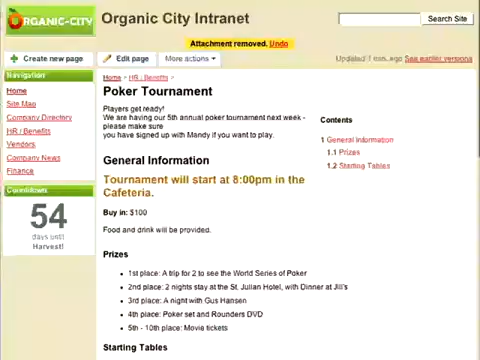 ORGANIC-CITY
Organic City Intranet
Search Site
Attachment removed. Undo
Create new page
Edit page
More actions
Updated 1 min. ago See earlier versions
Navigation
Home
Site Map
Company Directory
HR / Benefits
Vendors
Company News
Finance
Countdown
54
days until
Harvest!
Home > HR / Benefits >
Poker Tournament
Players get ready!
We are having our 5th annual poker tournament next week -
please make sure
you have signed up with Mandy if you want to play.
Contents
1 General Information
1.1 Prizes
1.2 Starting Tables
General Information
Tournament will start at 8:00pm in the
Cafeteria.
Buy in: $100
Food and drink will be provided.
Prizes
1st place: A trip for 2 to see the World Series of Poker
2nd place: 2 nights stay at the St. Julian Hotel, with Dinner at Jill's
3rd place: A night with Gus Hansen
4th place: Poker set and Rounders DVD
5th - 10th place: Movie tickets
Starting Tables